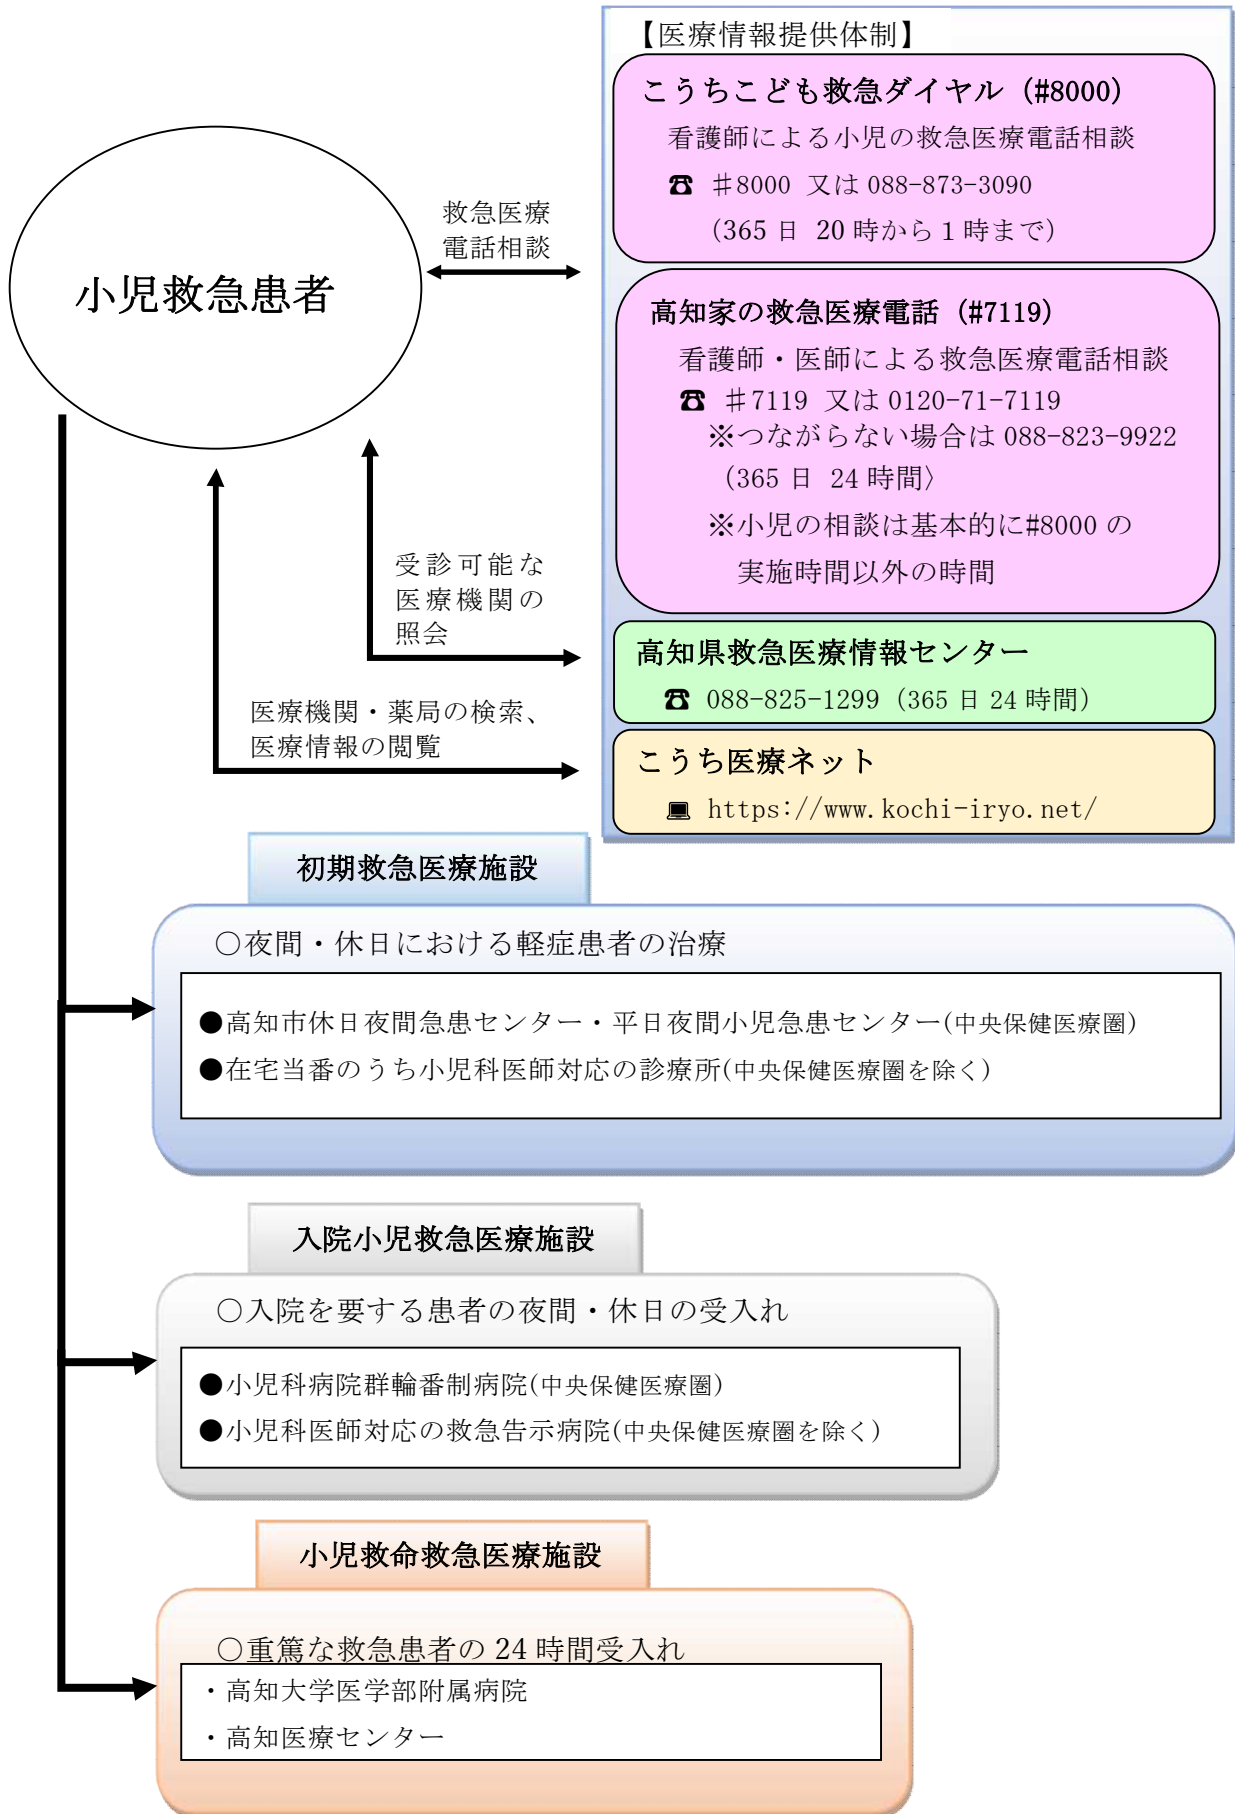 【医療情報提供体制】
こうちこども救急ダイヤル（#8000）
看護師による小児の救急医療電話相談
☎ ＃8000 又は 088-873-3090
（365 日 20 時から 1 時まで）
救急医療
電話相談
小児救急患者
高知家の救急医療電話（#7119）
看護師・医師による救急医療電話相談
☎ ＃7119 又は 0120-71-7119
※つながらない場合は 088-823-9922
（365 日 24 時間〉
※小児の相談は基本的に#8000 の
実施時間以外の時間
受診可能な
医療機関の
照会
高知県救急医療情報センター
☎ 088-825-1299（365 日 24 時間）
医療機関・薬局の検索、
医療情報の閲覧
こうち医療ネット
💻 https://www.kochi-iryo.net/
初期救急医療施設
○夜間・休日における軽症患者の治療
●高知市休日夜間急患センター・平日夜間小児急患センター(中央保健医療圏)
●在宅当番のうち小児科医師対応の診療所(中央保健医療圏を除く)
入院小児救急医療施設
○入院を要する患者の夜間・休日の受入れ
●小児科病院群輪番制病院(中央保健医療圏)
●小児科医師対応の救急告示病院(中央保健医療圏を除く)
小児救命救急医療施設
○重篤な救急患者の 24 時間受入れ
・高知大学医学部附属病院
・高知医療センター